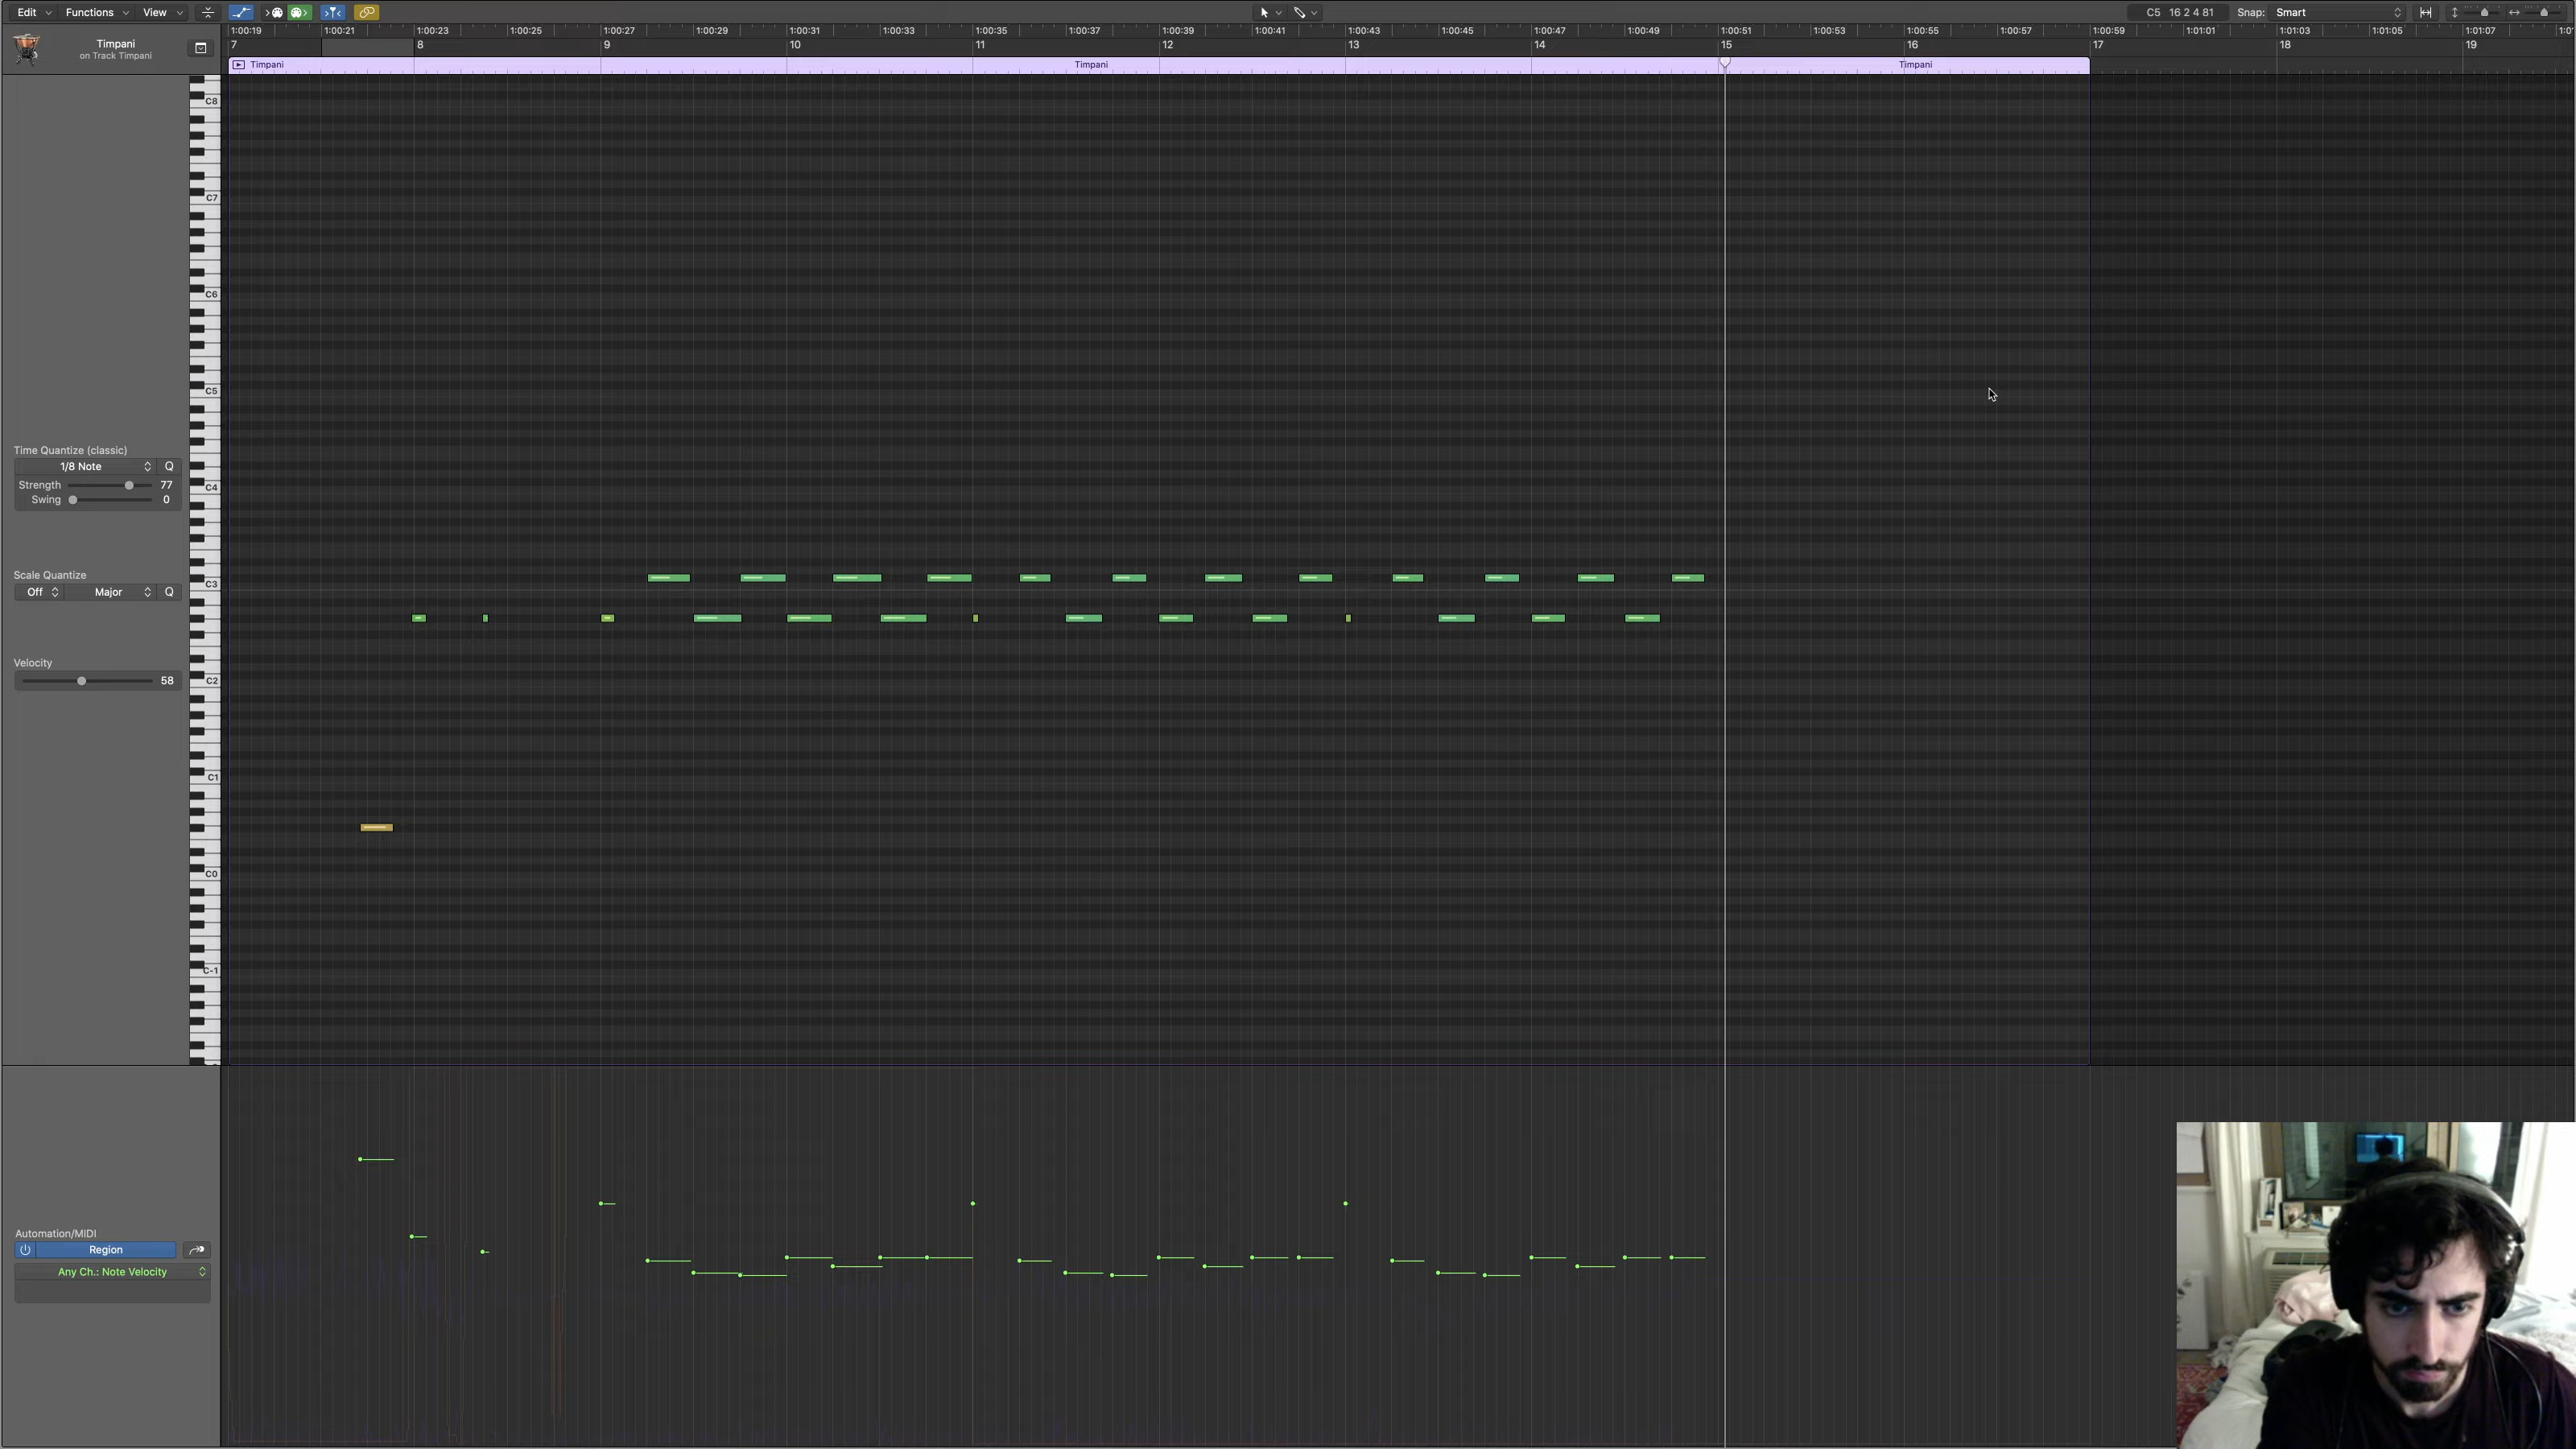 Edit Functions View C5 16 2 4 81 Snap: Smart
1:00:19 1:00:21 1:00:23 1:00:25 1:00:27 1:00:29 1:00:31 1:00:33 1:00:35 1:00:37 1:00:39 1:00:41 1:00:43 1:00:45 1:00:47 1:00:49 1:00:51 1:00:53 1:00:55 1:00:57 1:00:59 1:01:01 1:01:03 1:01:05 1:01:07
7 8 9 10 11 12 13 14 15 16 17 18 19
Timpani
on Track Timpani
Timpani Timpani Timpani
C8
C7
C6
C5
Time Quantize (classic)
1/8 Note Q
Strength 77
C4
Swing 0
Scale Quantize
C3
Off Major Q
Velocity
C2
58
C1
C0
C-1
Automation/MIDI
Region
Any Ch.: Note Velocity